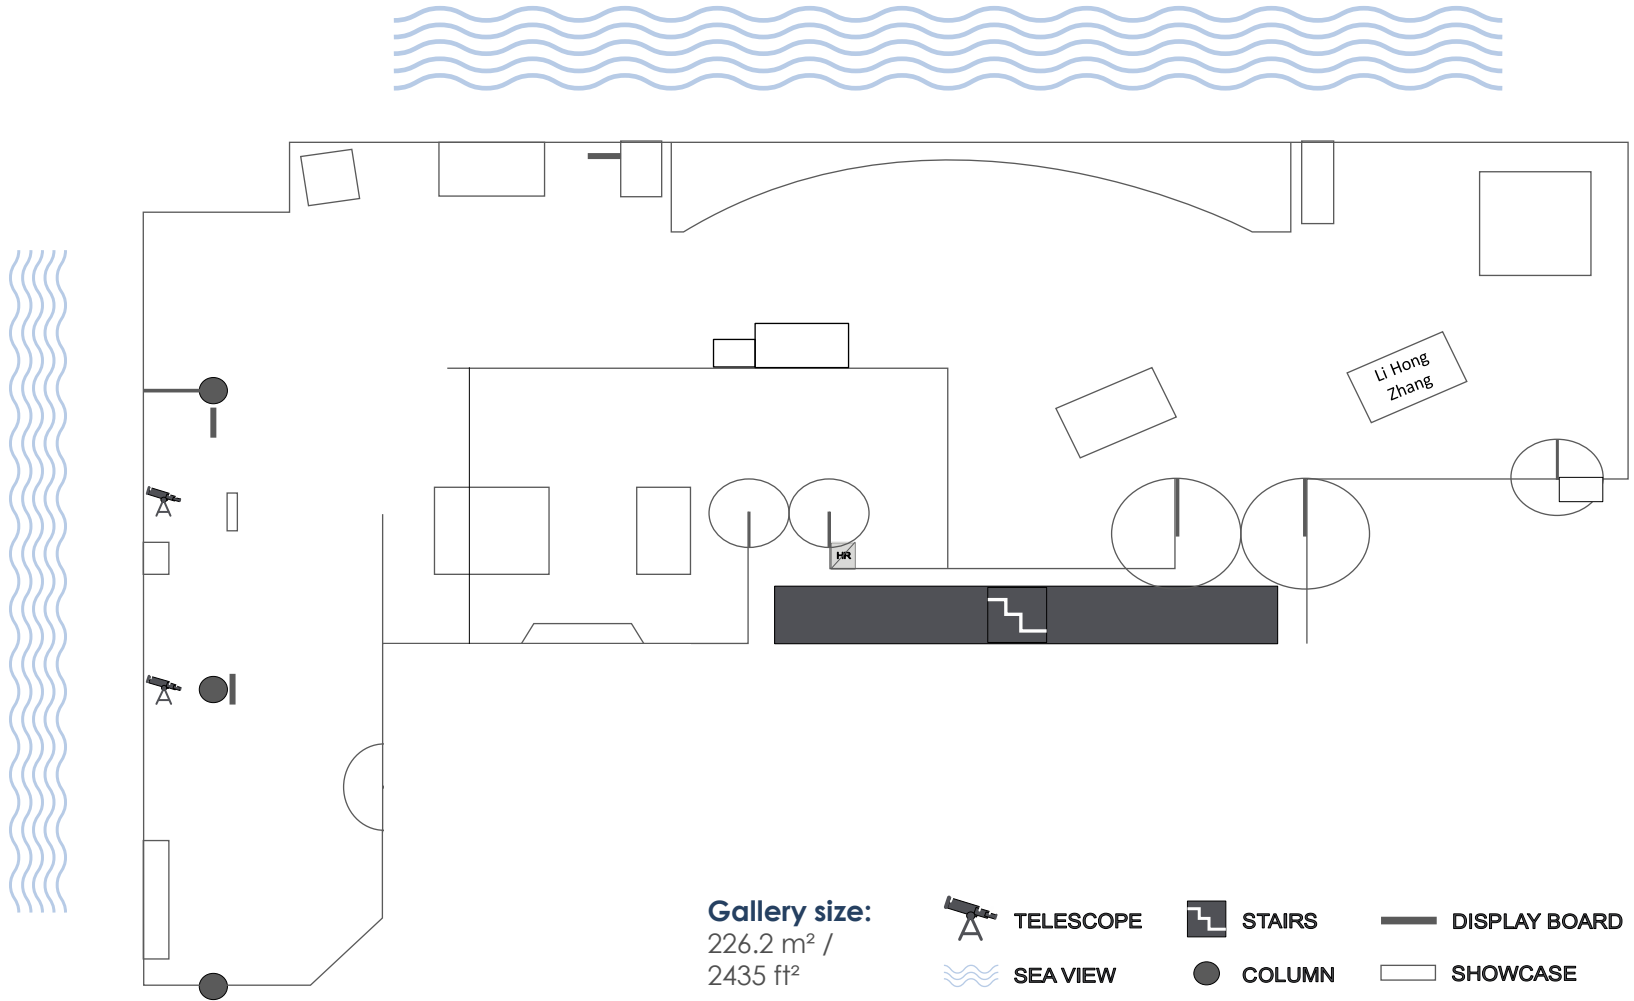 Li Hong
Zhang
HR
Gallery size:
226.2 m² /
2435 ft²
TELESCOPE
STAIRS
DISPLAY BOARD
SEA VIEW
COLUMN
SHOWCASE